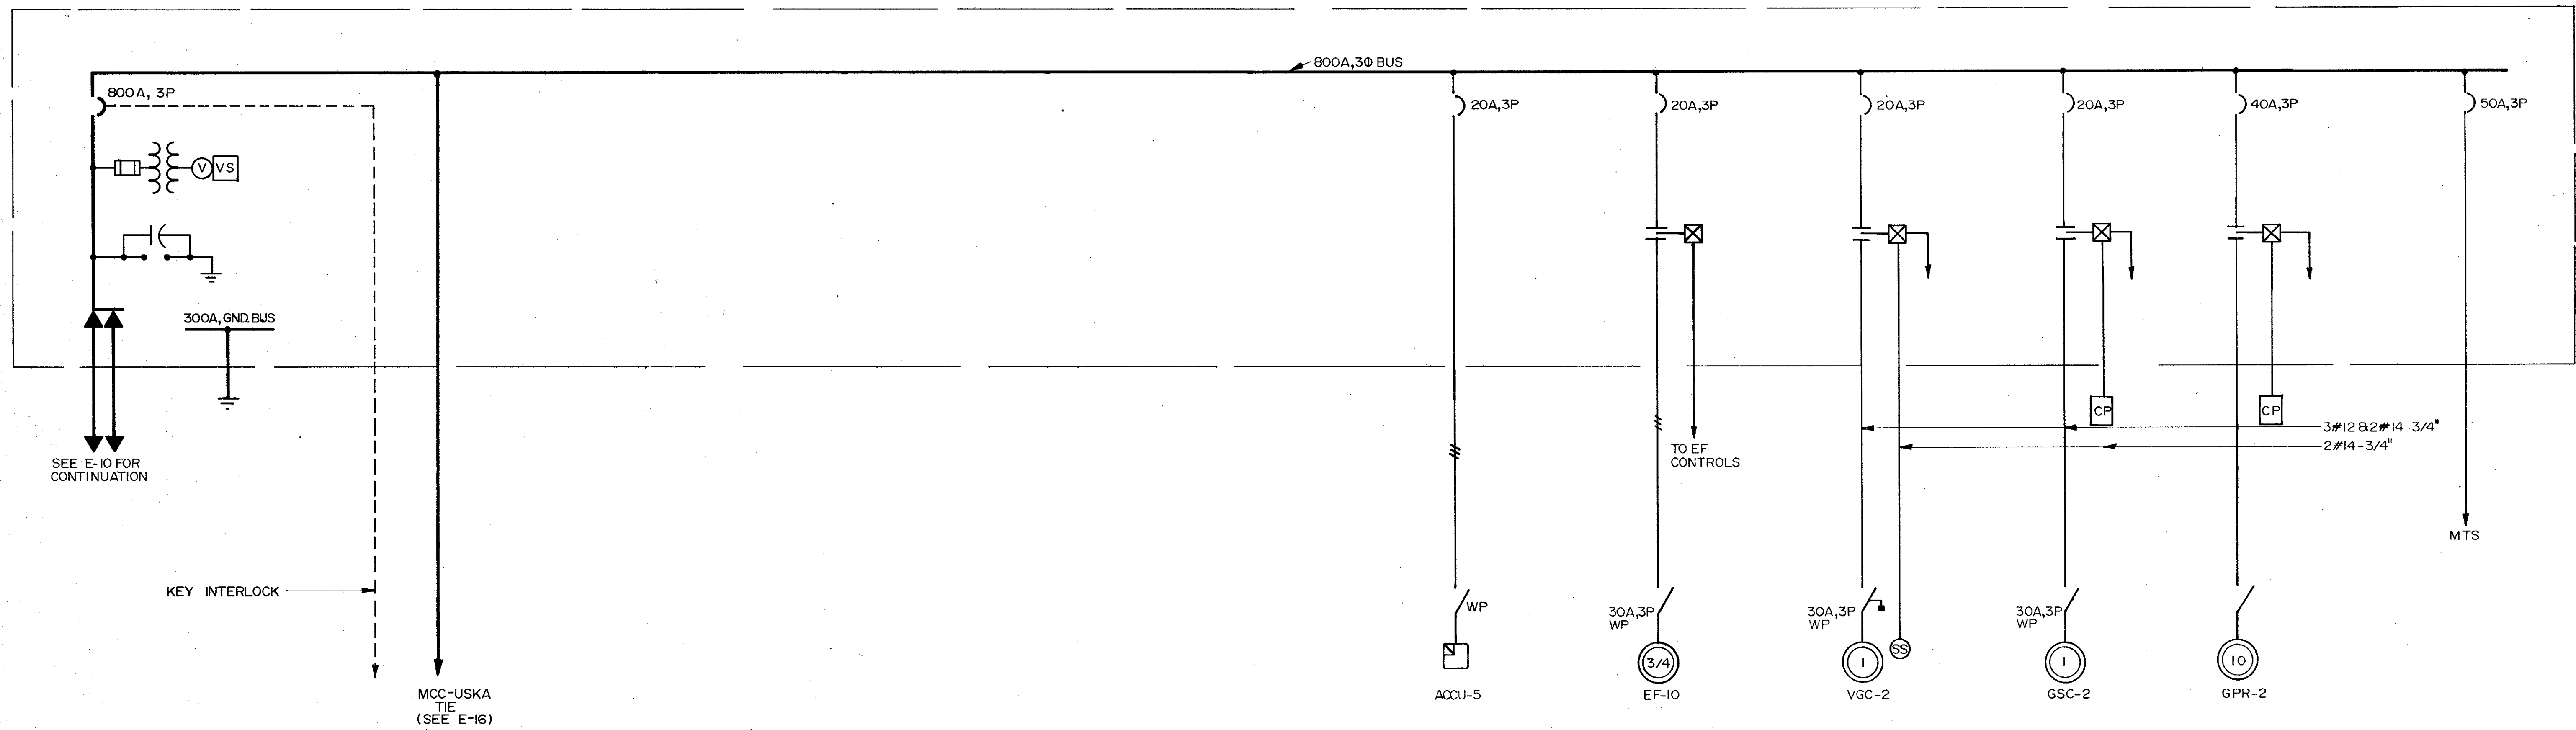 800A,3Φ BUS
800A, 3P
20A,3P
20A,3P
20A,3P
20A,3P
40A,3P
50A,3P
V
VS
300A, GND. BUS
CP
CP
3#12&2#14-3/4"
2#14-3/4"
SEE E-10 FOR
CONTINUATION
TO EF
CONTROLS
MTS
KEY INTERLOCK
WP
30A,3P
WP
30A,3P
WP
30A,3P
WP
SS
3/4
1
1
10
MCC-USKA
TIE
(SEE E-16)
ACCU-5
EF-10
VGC-2
GSC-2
GPR-2